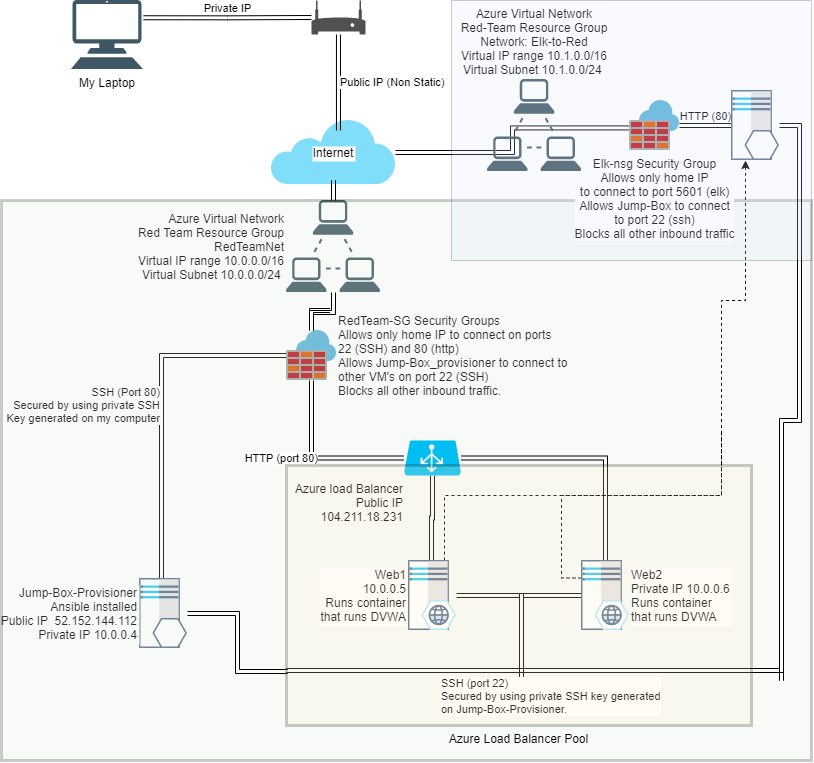 Private IP
My Laptop
Public IP (Non Static)
Internet
Azure Virtual Network
Red-Team Resource Group
Network: Elk-to-Red
Virtual IP range 10.1.0.0/16
Virtual Subnet 10.1.0.0/24
HTTP (80)
Elk-nsg Security Group
Allows only home IP
to connect to port 5601 (elk)
Allows Jump-Box to connect
to port 22 (ssh)
Blocks all other inbound traffic
Azure Virtual Network
Red Team Resource Group
RedTeamNet
Virtual IP range 10.0.0.0/16
Virtual Subnet 10.0.0.0/24
RedTeam-SG Security Groups
Allows only home IP to connect on ports
22 (SSH) and 80 (http)
Allows Jump-Box_provisioner to connect to
other VM's on port 22 (SSH)
Blocks all other inbound traffic.
SSH (Port 80)
Secured by using private SSH
Key generated on my computer
HTTP (port 80)
Azure load Balancer
Public IP
104.211.18.231
Web1
10.0.0.5
Runs container
that runs DVWA
Web2
Private IP 10.0.0.6
Runs container
that runs DVWA
Jump-Box-Provisioner
Ansible installed
Public IP 52.152.144.112
Private IP 10.0.0.4
SSH (port 22)
Secured by using private SSH key generated
on Jump-Box-Provisioner.
Azure Load Balancer Pool